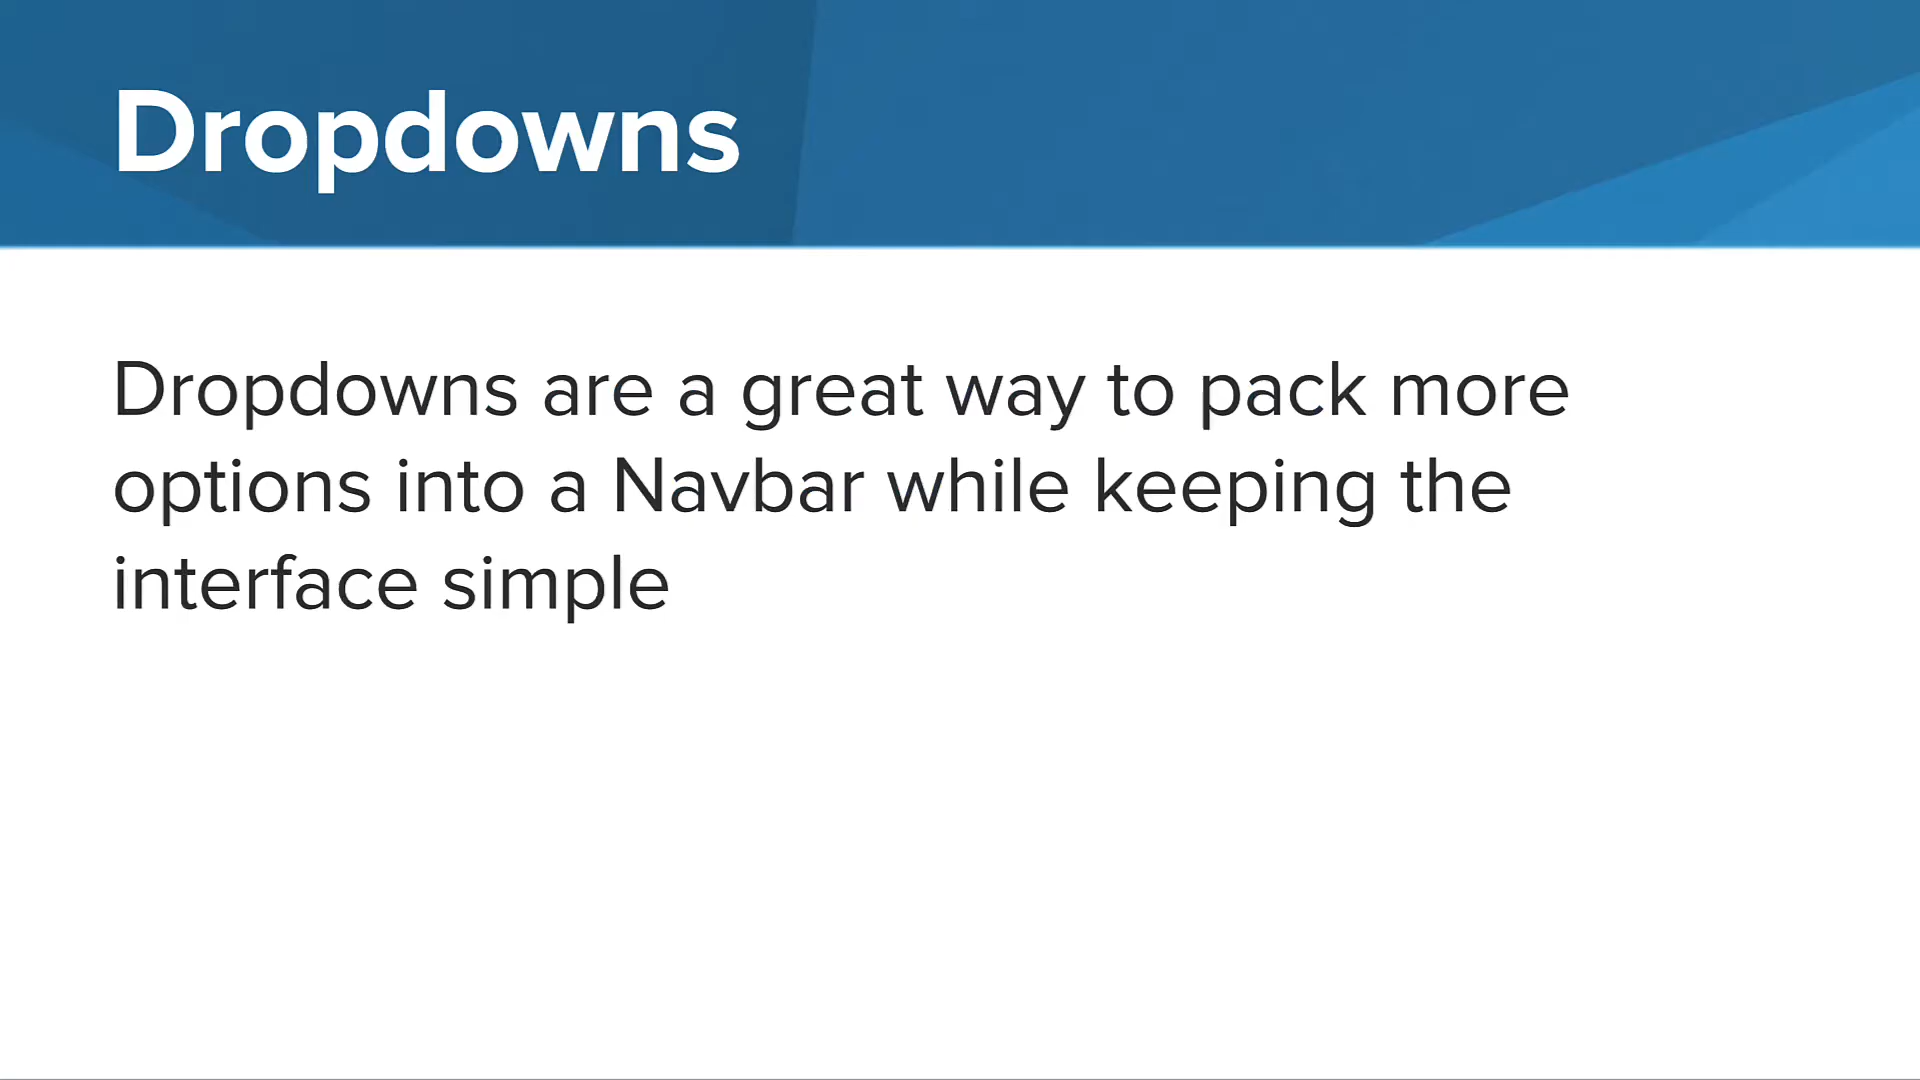 Dropdowns
Dropdowns are a great way to pack more
options into a Navbar while keeping the
interface simple